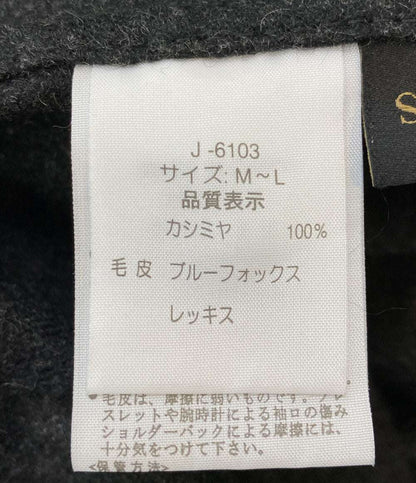 J-6103
サイズ: M～L
品質表示
カシミヤ 100%
毛皮 ブルーフォックス
レッキス
• 毛皮は、摩擦に弱いものです。ブレ
スレットや腕時計による袖口の傷み
ショルダーバックによる摩擦には、
十分気をつけて下さい。
<保管方法>
S